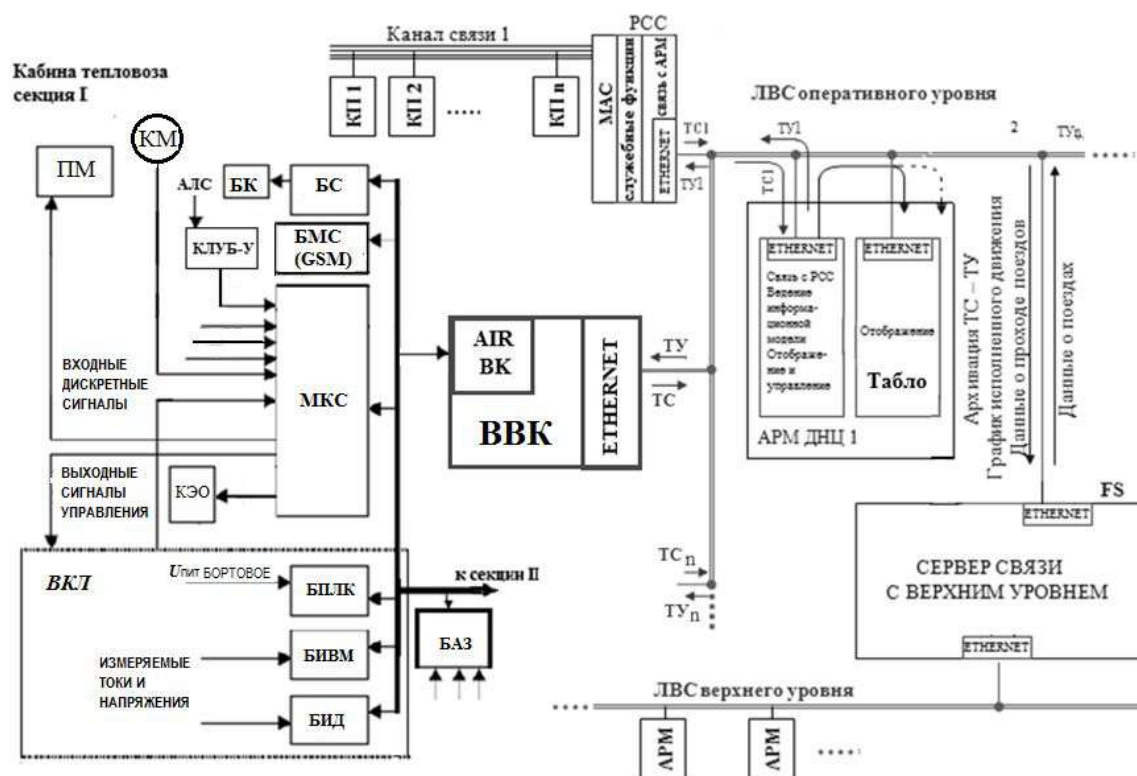 РСС
Канал связи 1
КП 1
КП 2
.....
КП n
МАС
служебные функции
связь с АРМ
ETHERNET
Кабина тепловоза
секция I
КМ
ПМ
АЛС
БК
БС
КЛУБ-У
БМС
(GSM)
МКС
ВХОДНЫЕ
ДИСКРЕТНЫЕ
СИГНАЛЫ
ВЫХОДНЫЕ
СИГНАЛЫ
УПРАВЛЕНИЯ
КЭО
ВКЛ
Uпит БОРТОВОЕ
БПЛК
ИЗМЕРЯЕМЫЕ
ТОКИ И
НАПРЯЖЕНИЯ
БИВМ
БИД
к секции II
БАЗ
AIR
BK
ВВК
ETHERNET
ТУ
ТС
ЛВС оперативного уровня
ТС1
ТУ1
ТУ1
ТС1
2
ТУn
ETHERNET
Связь с РСС
Ведение
информа-
ционной
модели
Отображе-
ние и
управление
ETHERNET
Отображение
Табло
АРМ ДНЦ 1
Архивация ТС – ТУ
График исполненного движения
Данные о проходе поездов
Данные о поездах
ТСn
ТУn
FS
ETHERNET
СЕРВЕР СВЯЗИ
С ВЕРХНИМ УРОВНЕМ
ETHERNET
ЛВС верхнего уровня
АРМ
АРМ